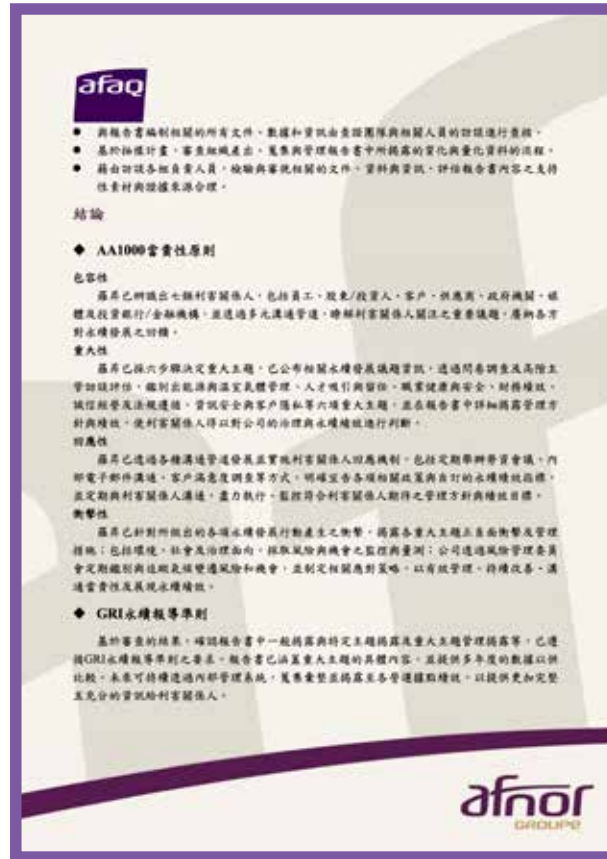 afaq
● 與報告書編制相關的所有文件、數據和資訊由查證團隊與相關人員的訪談進行查核。
● 基於抽樣計畫，審查組織產出、蒐集與管理報告書中所揭露的質化與量化資料的流程。
● 藉由訪談各組負責人員，檢驗與審視相關的文件、資料與資訊，評估報告書內容之支持
性素材與證據來源合理。
結論
◆ AA1000當責性原則
包容性
羅昇已辨識出七類利害關係人，包括員工、股東/投資人、客戶、供應商、政府機關、媒
體及投資銀行/金融機構，並透過多元溝通管道，瞭解利害關係人關注之重要議題，廣納各方
對永續發展之回饋。
重大性
羅昇已採六步驟決定重大主題，已公布相關永續發展議題資訊，透過問卷調查及高階主
管訪談評估，鑑別出能源與溫室氣體管理、人才吸引與留任、職業健康與安全、財務績效、
誠信經營及法規遵循、資訊安全與客戶隱私等六項重大主題，並在報告書中詳細揭露管理方
針與績效，使利害關係人得以對公司的治理與永續績效進行判斷。
回應性
羅昇已透過各種溝通管道發展並實施利害關係人回應機制，包括定期舉辦勞資會議、內
部電子郵件溝通、客戶滿意度調查等方式，明確宣告各項相關政策與自訂的永續績效指標，
並定期與利害關係人溝通，盡力執行、監控符合利害關係人期待之管理方針與績效目標。
衝擊性
羅昇已針對所做出的各項永續發展行動產生之衝擊，揭露各重大主題正負面衝擊及管理
措施；包括環境、社會及治理面向，採取風險與機會之監控與量測；公司透過風險管理委員
會定期鑑別與追蹤氣候變遷風險和機會，並制定相關應對策略，以有效管理、持續改善、溝
通當責性及展現永續績效。
◆ GRI永續報導準則
基於審查的結果，確認報告書中一般揭露與特定主題揭露及重大主題管理揭露等，已遵
循GRI永續報導準則之要求。報告書已涵蓋重大主題的具體內容，並提供多年度的數據以供
比較。未來可持續透過內部管理系統，蒐集彙整並揭露至各營運據點績效，以提供更加完整
且充分的資訊給利害關係人。
afnor
GROUPE